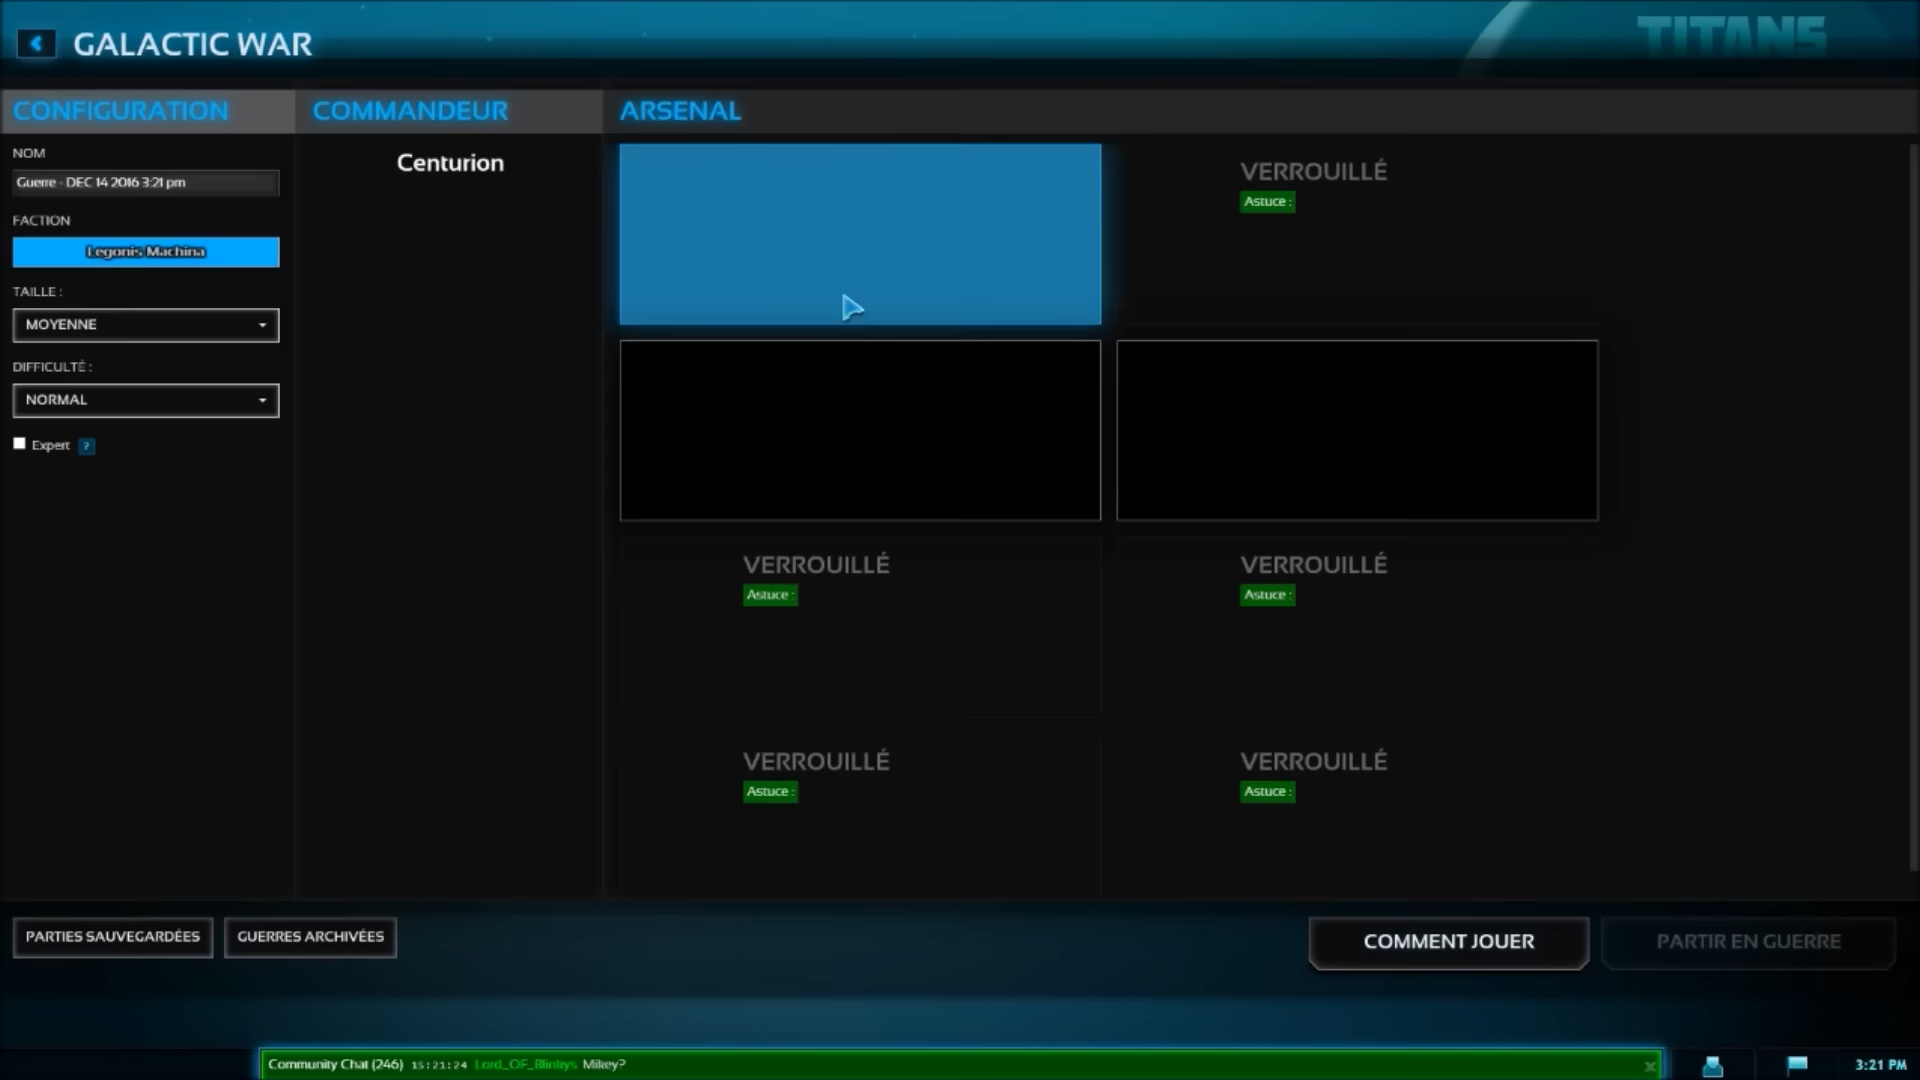 GALACTIC WAR
TITANS
CONFIGURATION
COMMANDEUR
ARSENAL
NOM
Guerre - DEC 14 2016 3:21 pm
FACTION
Legonis Machina
TAILLE :
MOYENNE
DIFFICULTÉ :
NORMAL
Expert ?
Centurion
VERROUILLÉ
Astuce :
VERROUILLÉ
Astuce :
VERROUILLÉ
Astuce :
VERROUILLÉ
Astuce :
VERROUILLÉ
Astuce :
PARTIES SAUVEGARDÉES
GUERRES ARCHIVÉES
COMMENT JOUER
PARTIR EN GUERRE
Community Chat (246) 15:21:24 Lord_OF_Blinkys Mikey?
3:21 PM